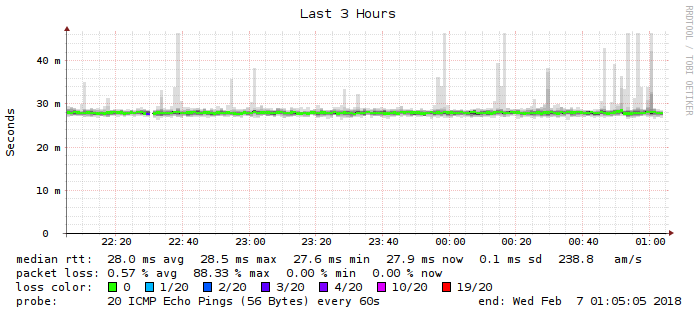 Last 3 Hours
RRDTOOL / TOBI OETIKER
Seconds
40 m
30 m
20 m
10 m
0
22:20 22:40 23:00 23:20 23:40 00:00 00:20 00:40 01:00
median rtt: 28.0 ms avg 28.5 ms max 27.6 ms min 27.9 ms now 0.1 ms sd 238.8 am/s
packet loss: 0.57 % avg 88.33 % max 0.00 % min 0.00 % now
loss color: 0 1/20 2/20 3/20 4/20 10/20 19/20
probe: 20 ICMP Echo Pings (56 Bytes) every 60s end: Wed Feb 7 01:05:05 2018